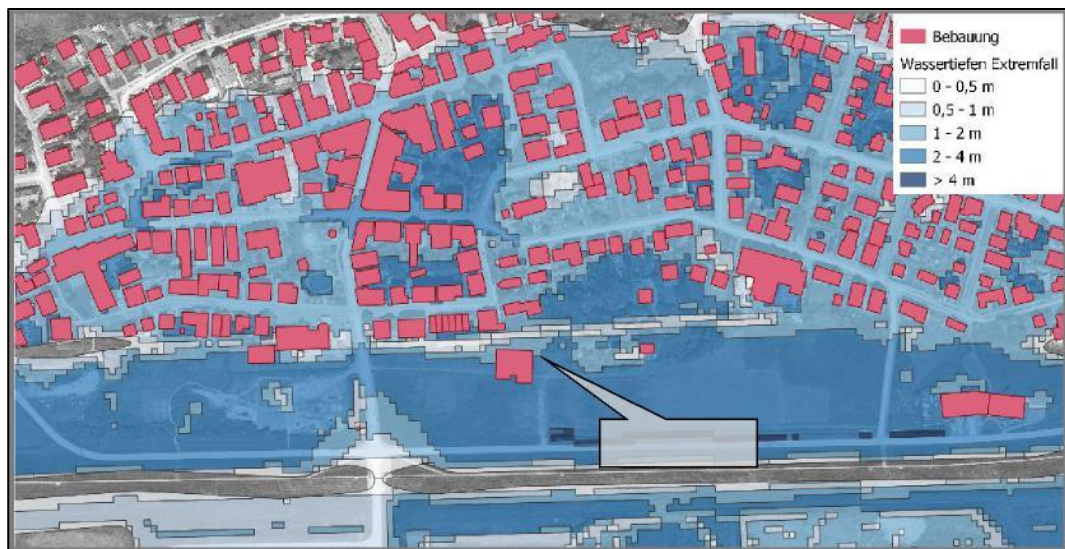 Bebauung
Wassertiefen Extremfall
0 - 0,5 m
0,5 - 1 m
1 - 2 m
2 - 4 m
> 4 m